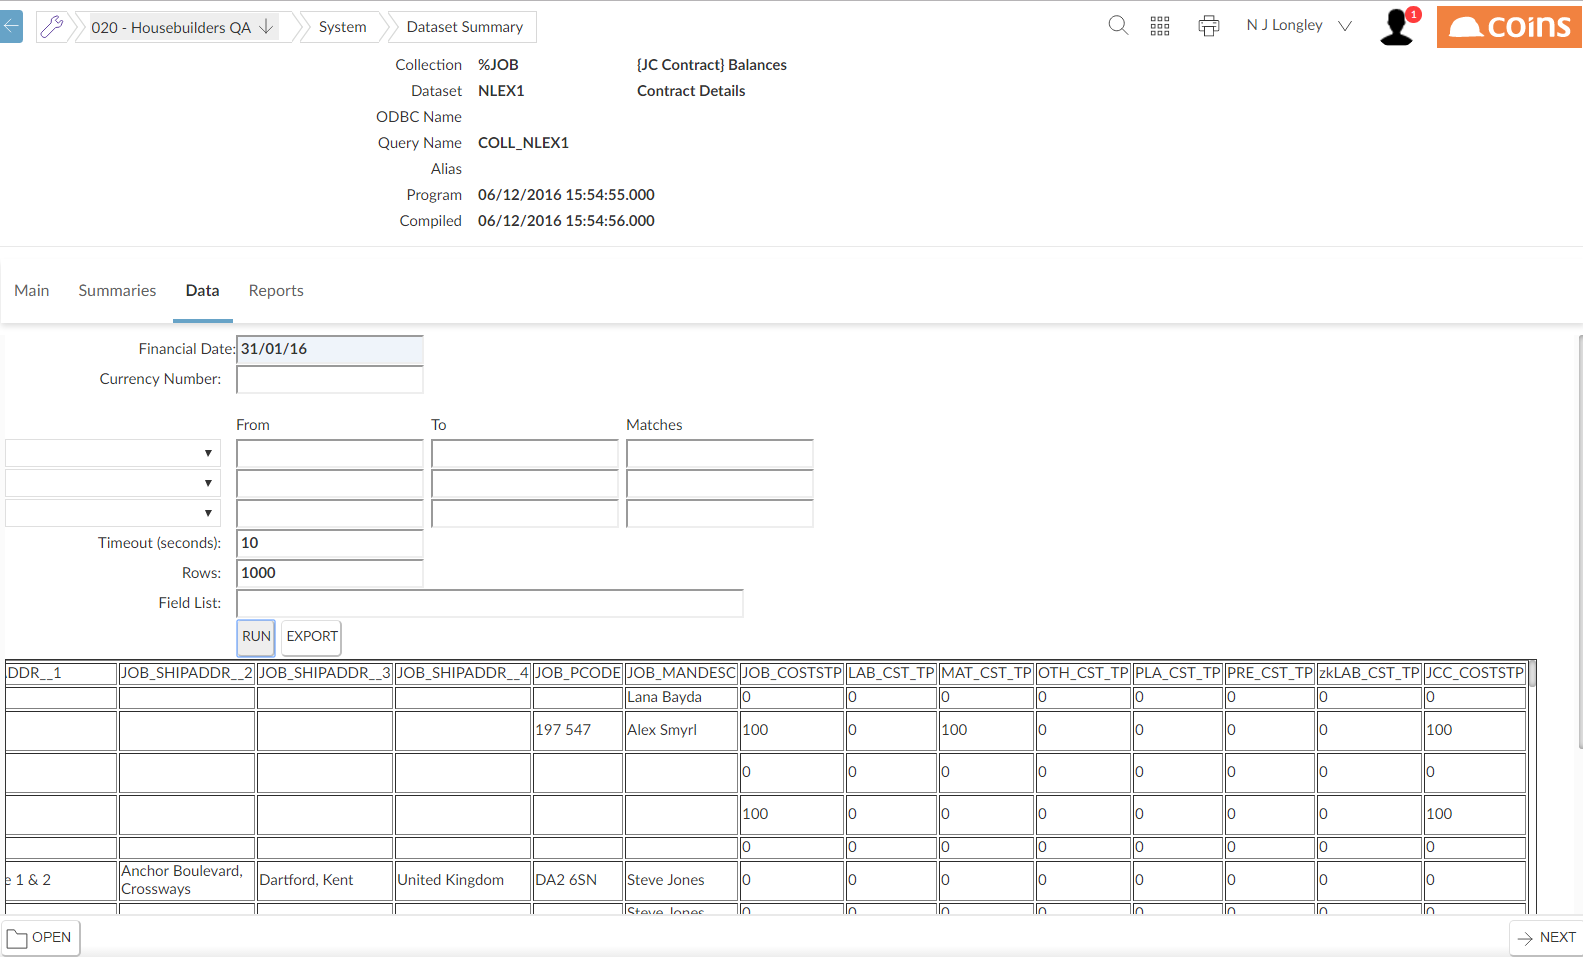 020 - Housebuilders QA
System
Dataset Summary
N J Longley
1
coins
Collection %JOB {JC Contract} Balances
Dataset NLEX1 Contract Details
ODBC Name
Query Name COLL_NLEX1
Alias
Program 06/12/2016 15:54:55.000
Compiled 06/12/2016 15:54:56.000
Main Summaries Data Reports
Financial Date: 31/01/16
Currency Number:
From To Matches
Timeout (seconds): 10
Rows: 1000
Field List:
RUN EXPORT
DDR__1 JOB_SHIPADDR__2 JOB_SHIPADDR__3 JOB_SHIPADDR__4 JOB_PCODE JOB_MANDESC JOB_COSTSTP LAB_CST_TP MAT_CST_TP OTH_CST_TP PLA_CST_TP PRE_CST_TP zkLAB_CST_TP JCC_COSTSTP
Lana Bayda 0 0 0 0 0 0 0 0
197 547 Alex Smyrl 100 0 100 0 0 0 0 100
0 0 0 0 0 0 0 0
100 0 0 0 0 0 0 100
0 0 0 0 0 0 0 0
e 1 & 2 Anchor Boulevard, Crossways Dartford, Kent United Kingdom DA2 6SN Steve Jones 0 0 0 0 0 0 0 0
Steve Jones 0 0 0 0 0 0 0 0
OPEN
NEXT